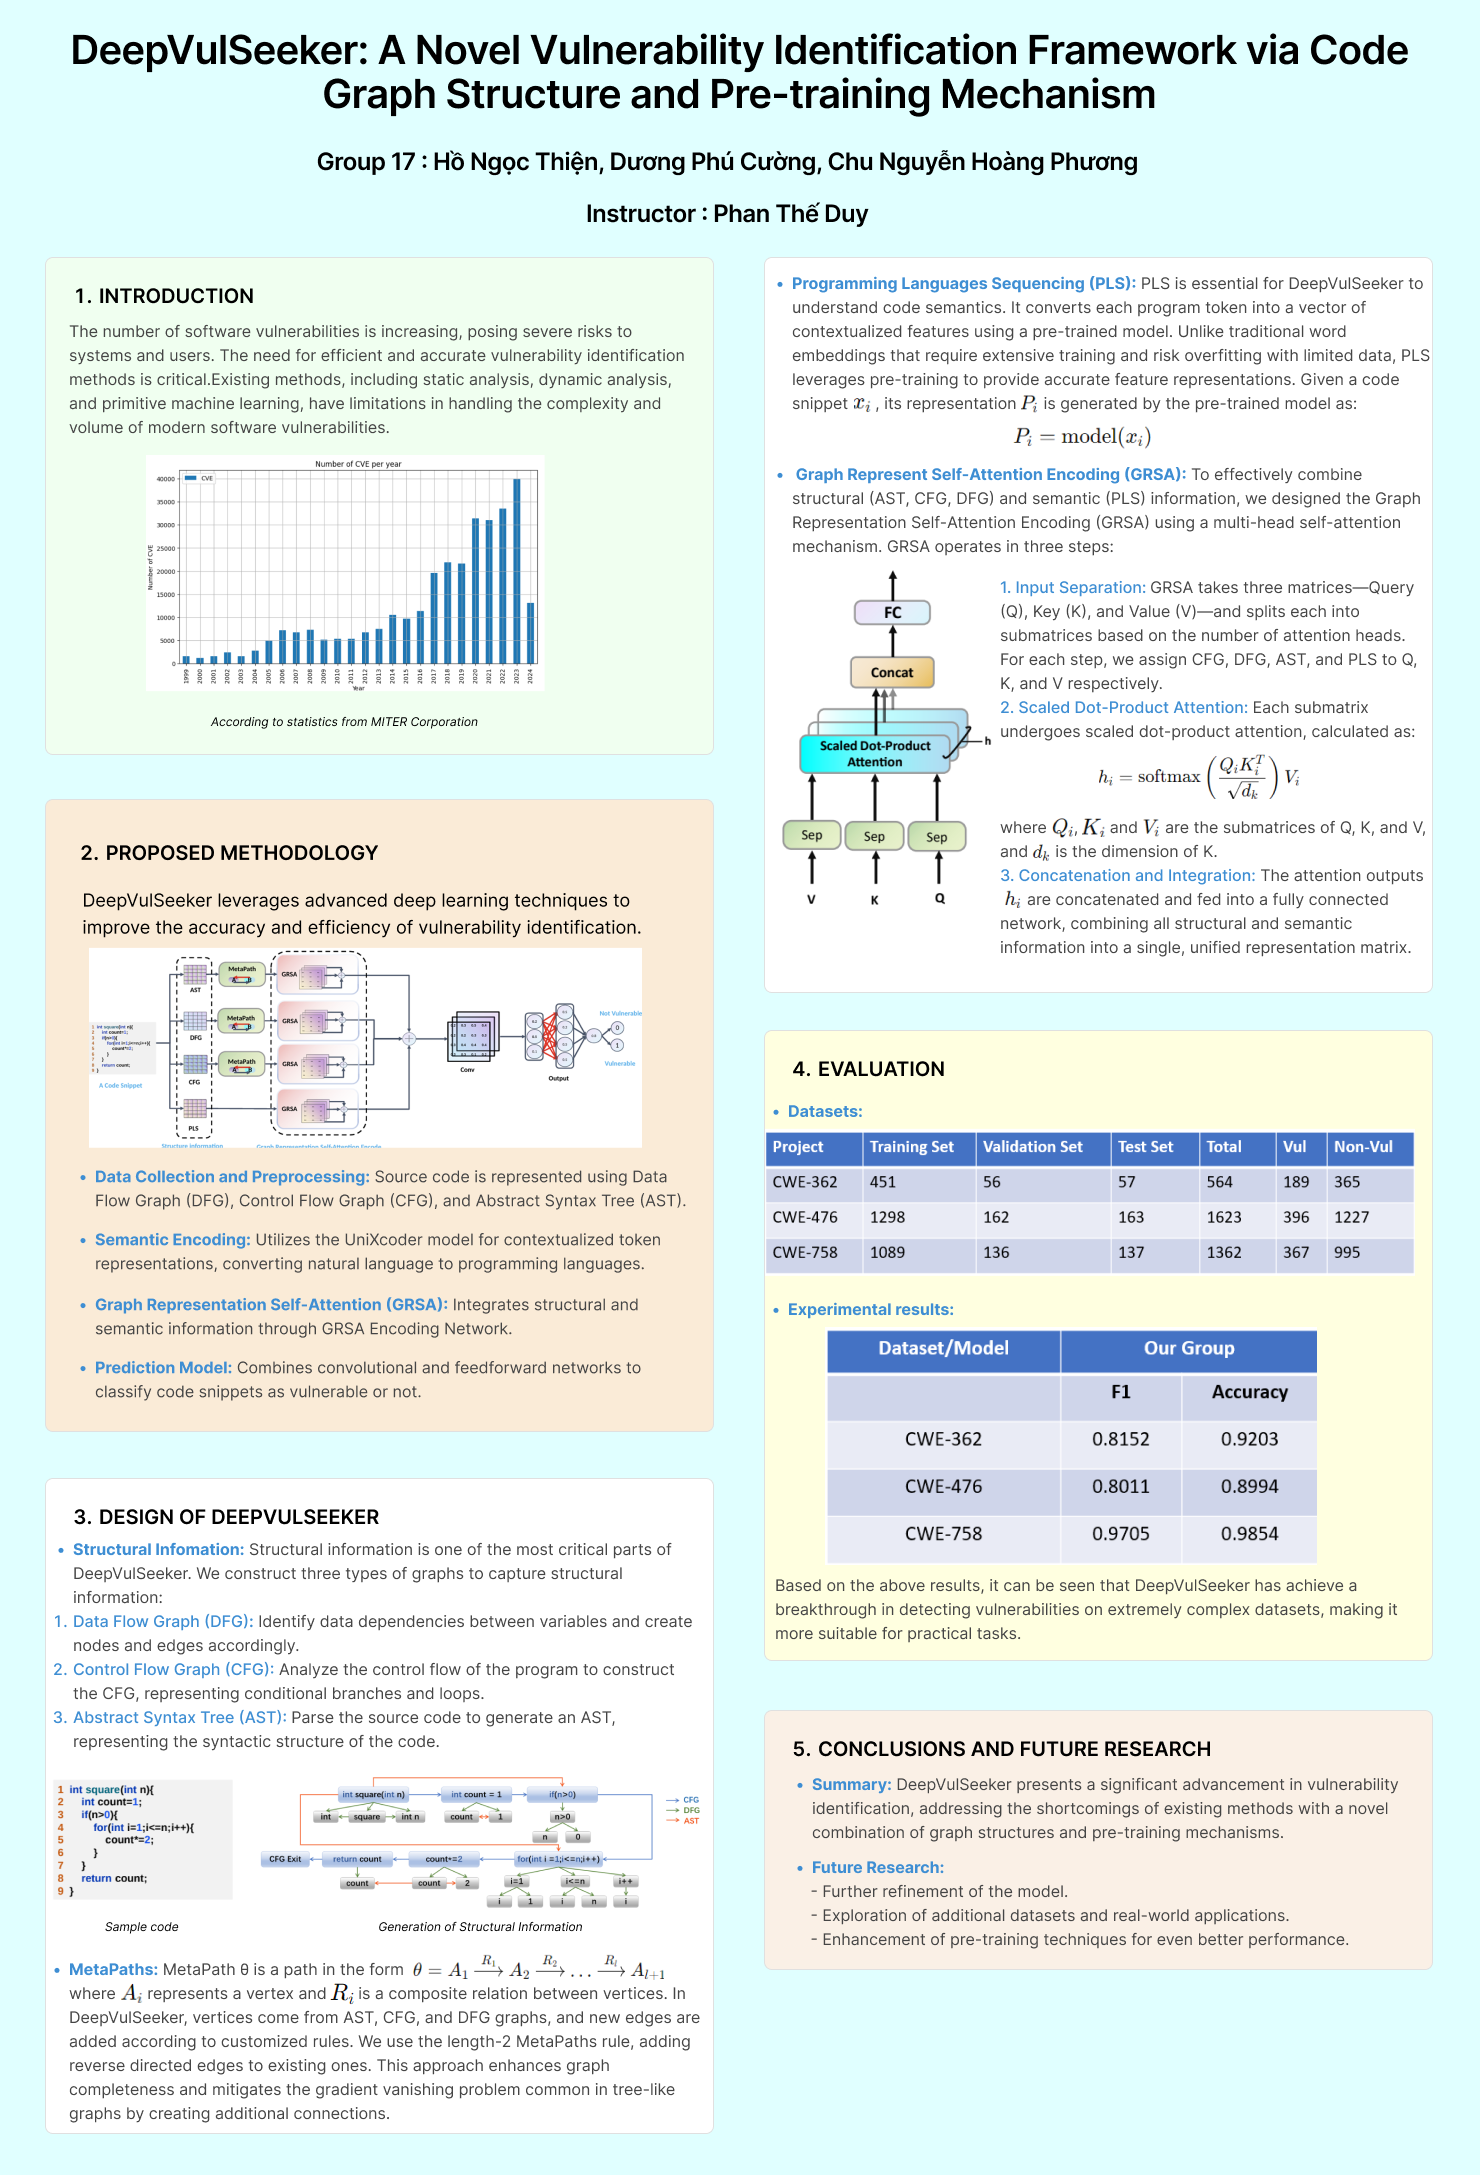 DeepVulSeeker: A Novel Vulnerability Identification Framework via Code
Graph Structure and Pre-training Mechanism
Group 17 : Hồ Ngọc Thiện, Dương Phú Cường, Chu Nguyễn Hoàng Phương
Instructor : Phan Thế Duy
1. INTRODUCTION
The number of software vulnerabilities is increasing, posing severe risks to
systems and users. The need for efficient and accurate vulnerability identification
methods is critical.Existing methods, including static analysis, dynamic analysis,
and primitive machine learning, have limitations in handling the complexity and
volume of modern software vulnerabilities.
Number of CVE per year
CVE
Number of CVE
40000
35000
30000
25000
20000
15000
10000
5000
0
1999 2000 2001 2002 2003 2004 2005 2006 2007 2008 2009 2010 2011 2012 2013 2014 2015 2016 2017 2018 2019 2020 2021 2022 2023 2024
Year
According to statistics from MITER Corporation
2. PROPOSED METHODOLOGY
DeepVulSeeker leverages advanced deep learning techniques to
improve the accuracy and efficiency of vulnerability identification.
A Code Snippet
AST
DFG
CFG
PLS
MetaPath
MetaPath
MetaPath
GRSA
GRSA
GRSA
GRSA
Structure information
Graph Representation Self-Attention Encode
Conv
Output
Not Vulnerable
0
1
Vulnerable
• Data Collection and Preprocessing: Source code is represented using Data
Flow Graph (DFG), Control Flow Graph (CFG), and Abstract Syntax Tree (AST).
• Semantic Encoding: Utilizes the UniXcoder model for contextualized token
representations, converting natural language to programming languages.
• Graph Representation Self-Attention (GRSA): Integrates structural and
semantic information through GRSA Encoding Network.
• Prediction Model: Combines convolutional and feedforward networks to
classify code snippets as vulnerable or not.
3. DESIGN OF DEEPVULSEEKER
• Structural Infomation: Structural information is one of the most critical parts of
DeepVulSeeker. We construct three types of graphs to capture structural
information:
1. Data Flow Graph (DFG): Identify data dependencies between variables and create
nodes and edges accordingly.
2. Control Flow Graph (CFG): Analyze the control flow of the program to construct
the CFG, representing conditional branches and loops.
3. Abstract Syntax Tree (AST): Parse the source code to generate an AST,
representing the syntactic structure of the code.
1 int square(int n){
2 int count=1;
3 if(n>0){
4 for(int i=1;i<=n;i++){
5 count*=2;
6 }
7 }
8 return count;
9 }
Sample code
int square(int n) int count = 1 if(n>0)
int square int n count 1 n>0
n 0
CFG Exit return count count*=2 for(int i =1;i<=n;i++)
count count 2 i=1 i<=n i++
i 1 i n i
CFG
DFG
AST
Generation of Structural Information
• MetaPaths: MetaPath θ is a path in the form θ = A₁ —R₁→ A₂ —R₂→ … —Rₗ→ Aₗ₊₁
where Aᵢ represents a vertex and Rᵢ is a composite relation between vertices. In
DeepVulSeeker, vertices come from AST, CFG, and DFG graphs, and new edges are
added according to customized rules. We use the length-2 MetaPaths rule, adding
reverse directed edges to existing ones. This approach enhances graph
completeness and mitigates the gradient vanishing problem common in tree-like
graphs by creating additional connections.
• Programming Languages Sequencing (PLS): PLS is essential for DeepVulSeeker to
understand code semantics. It converts each program token into a vector of
contextualized features using a pre-trained model. Unlike traditional word
embeddings that require extensive training and risk overfitting with limited data, PLS
leverages pre-training to provide accurate feature representations. Given a code
snippet xᵢ , its representation Pᵢ is generated by the pre-trained model as:
Pᵢ = model(xᵢ)
• Graph Represent Self-Attention Encoding (GRSA): To effectively combine
structural (AST, CFG, DFG) and semantic (PLS) information, we designed the Graph
Representation Self-Attention Encoding (GRSA) using a multi-head self-attention
mechanism. GRSA operates in three steps:
FC
Concat
Scaled Dot-Product
Attention
h
Sep Sep Sep
V K Q
1. Input Separation: GRSA takes three matrices—Query
(Q), Key (K), and Value (V)—and splits each into
submatrices based on the number of attention heads.
For each step, we assign CFG, DFG, AST, and PLS to Q,
K, and V respectively.
2. Scaled Dot-Product Attention: Each submatrix
undergoes scaled dot-product attention, calculated as:
hᵢ = softmax(QᵢKᵢᵀ / √dₖ) Vᵢ
where Qᵢ, Kᵢ and Vᵢ are the submatrices of Q, K, and V,
and dₖ is the dimension of K.
3. Concatenation and Integration: The attention outputs
hᵢ are concatenated and fed into a fully connected
network, combining all structural and semantic
information into a single, unified representation matrix.
4. EVALUATION
• Datasets:
Project Training Set Validation Set Test Set Total Vul Non-Vul
CWE-362 451 56 57 564 189 365
CWE-476 1298 162 163 1623 396 1227
CWE-758 1089 136 137 1362 367 995
• Experimental results:
Dataset/Model Our Group
F1 Accuracy
CWE-362 0.8152 0.9203
CWE-476 0.8011 0.8994
CWE-758 0.9705 0.9854
Based on the above results, it can be seen that DeepVulSeeker has achieve a
breakthrough in detecting vulnerabilities on extremely complex datasets, making it
more suitable for practical tasks.
5. CONCLUSIONS AND FUTURE RESEARCH
• Summary: DeepVulSeeker presents a significant advancement in vulnerability
identification, addressing the shortcomings of existing methods with a novel
combination of graph structures and pre-training mechanisms.
• Future Research:
- Further refinement of the model.
- Exploration of additional datasets and real-world applications.
- Enhancement of pre-training techniques for even better performance.